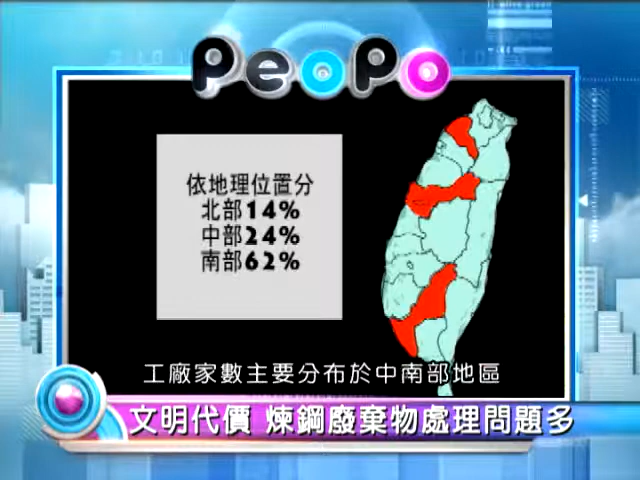 PeoPo
依地理位置分
北部14%
中部24%
南部62%
工廠家數主要分布於中南部地區
文明代價 煉鋼廢棄物處理問題多